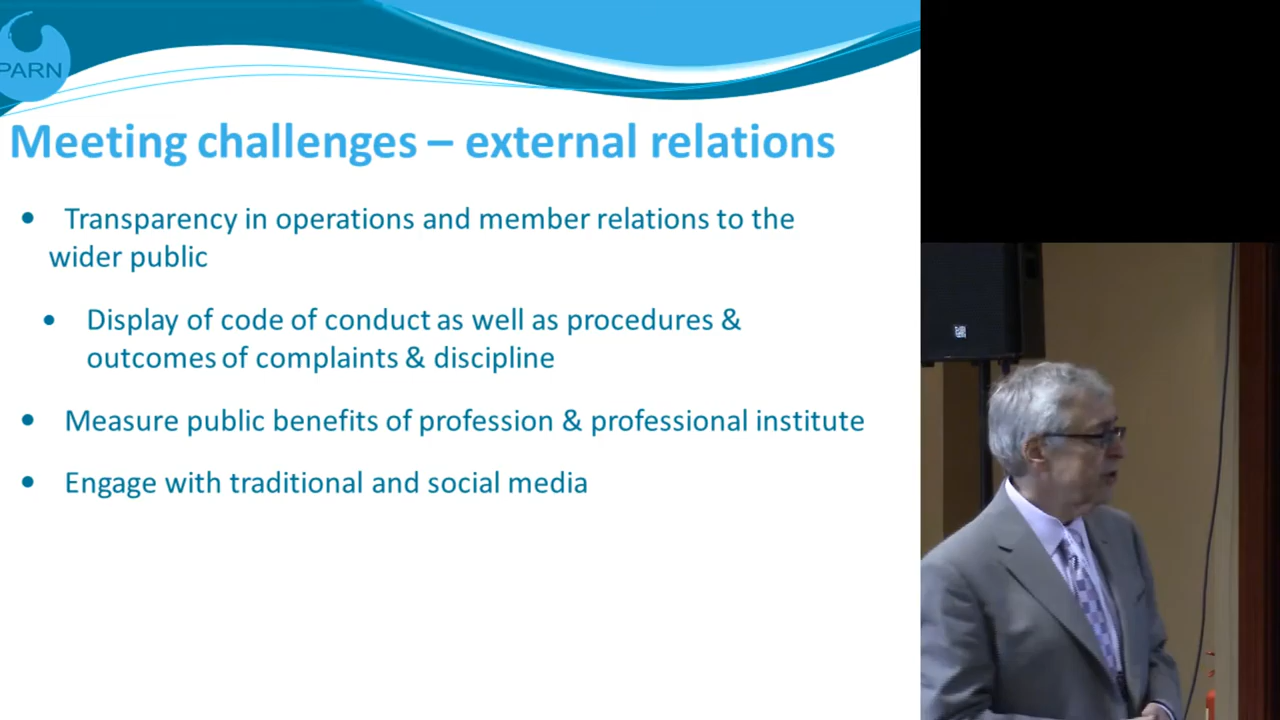 PARN
Meeting challenges – external relations
• Transparency in operations and member relations to the
wider public
• Display of code of conduct as well as procedures &
outcomes of complaints & discipline
• Measure public benefits of profession & professional institute
• Engage with traditional and social media